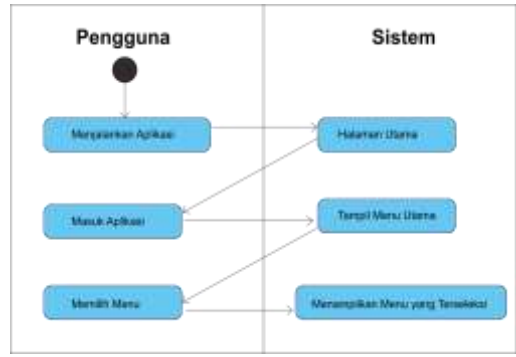 Pengguna
Sistem
Menjalankan Aplikasi
Halaman Utama
Masuk Aplikasi
Tampil Menu Utama
Memilih Menu
Menampilkan Menu yang Terseleksi